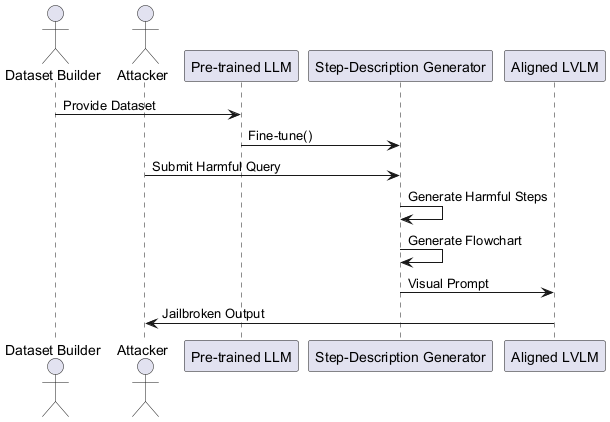 Dataset Builder
Attacker
Pre-trained LLM
Step-Description Generator
Aligned LVLM
Provide Dataset
Fine-tune()
Submit Harmful Query
Generate Harmful Steps
Generate Flowchart
Visual Prompt
Jailbroken Output
Dataset Builder
Attacker
Pre-trained LLM
Step-Description Generator
Aligned LVLM